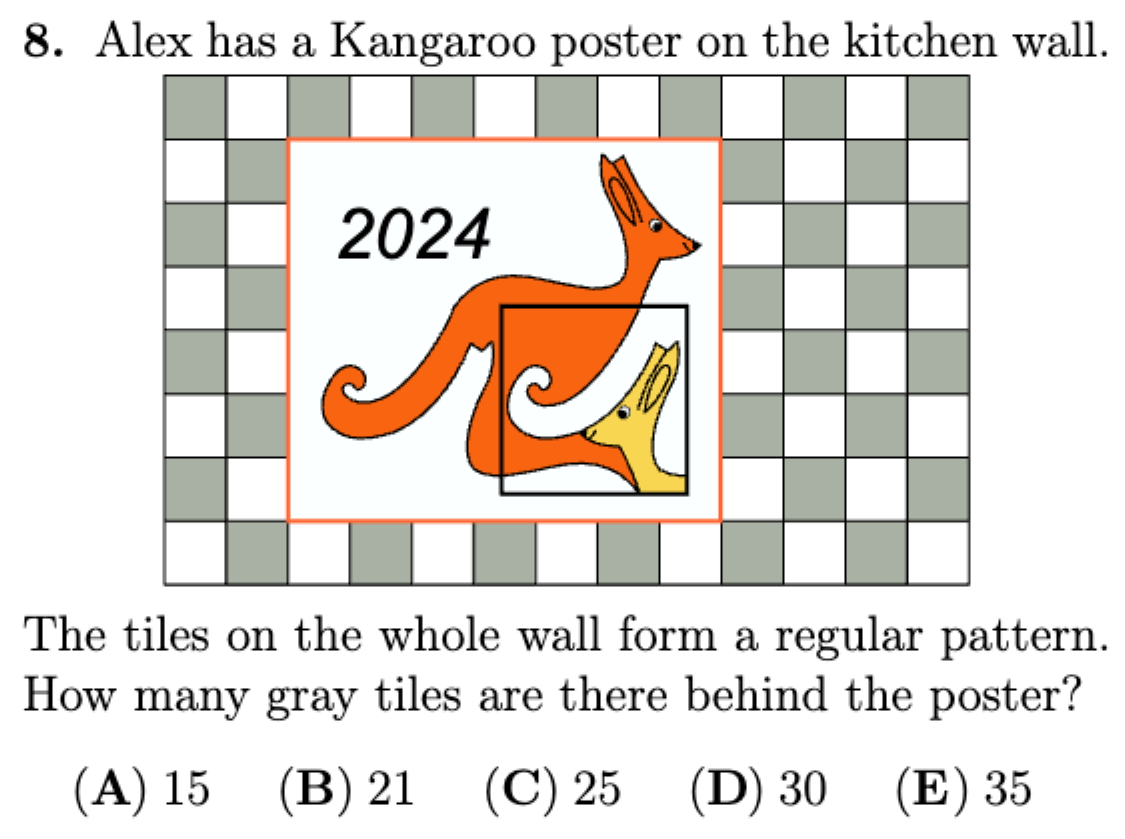 8. Alex has a Kangaroo poster on the kitchen wall.
2024
The tiles on the whole wall form a regular pattern.
How many gray tiles are there behind the poster?
(A) 15 (B) 21 (C) 25 (D) 30 (E) 35